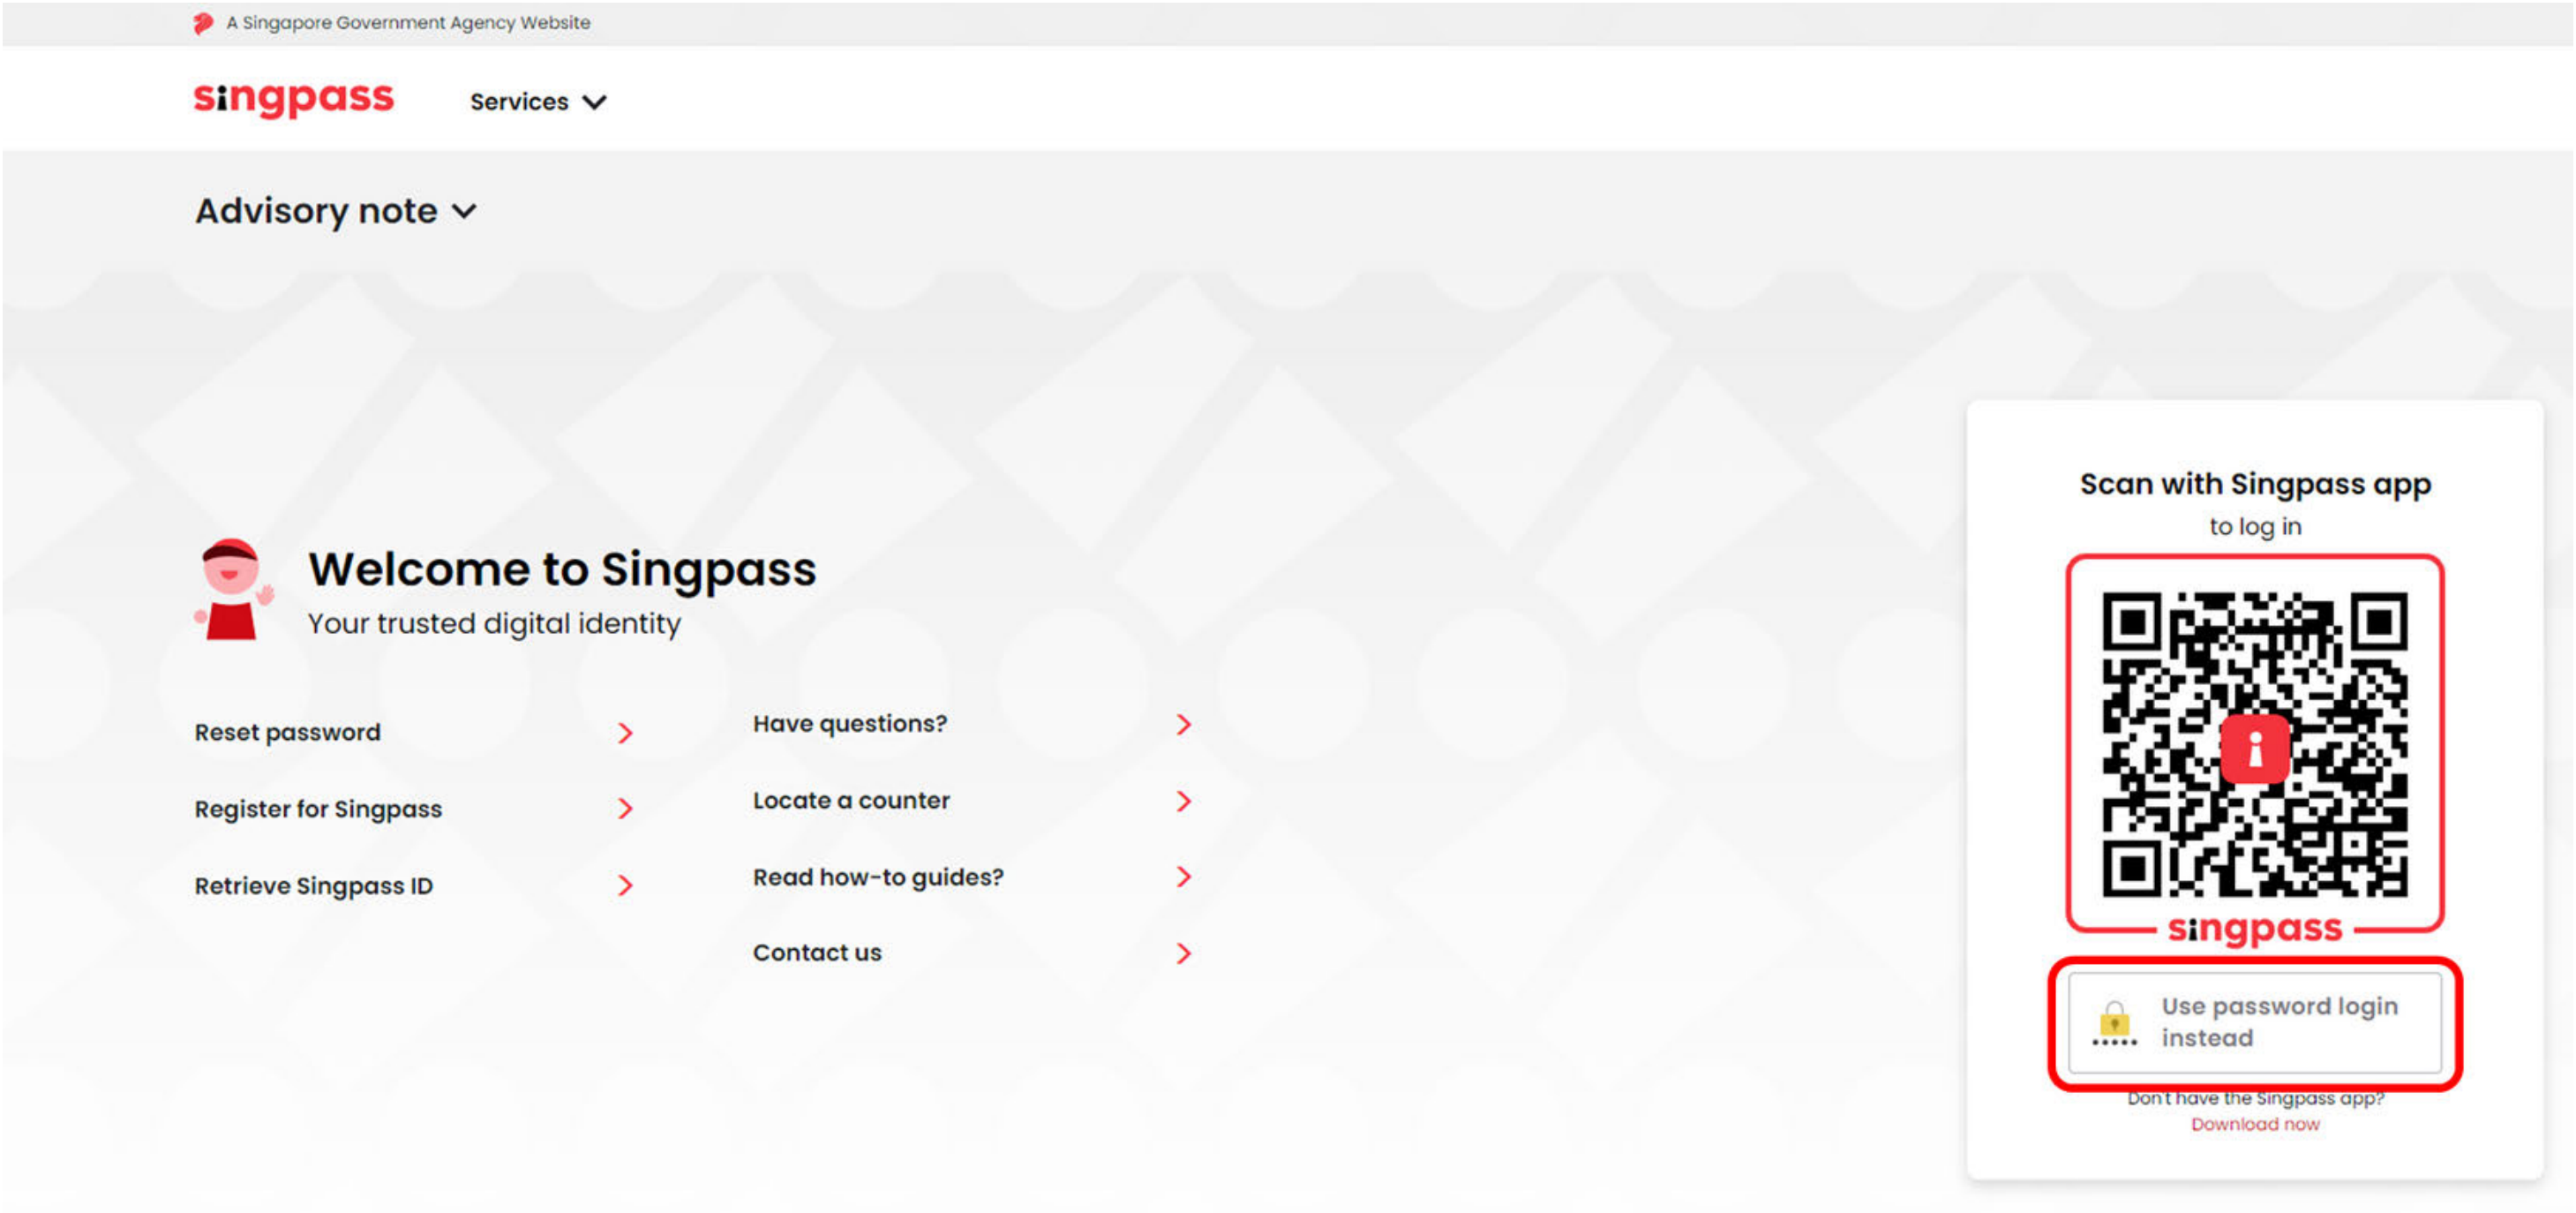 A Singapore Government Agency Website
singpass
Services
Advisory note
Welcome to Singpass
Your trusted digital identity
Reset password
Register for Singpass
Retrieve Singpass ID
Have questions?
Locate a counter
Read how-to guides?
Contact us
Scan with Singpass app
to log in
singpass
Use password login
instead
Don't have the Singpass app?
Download now